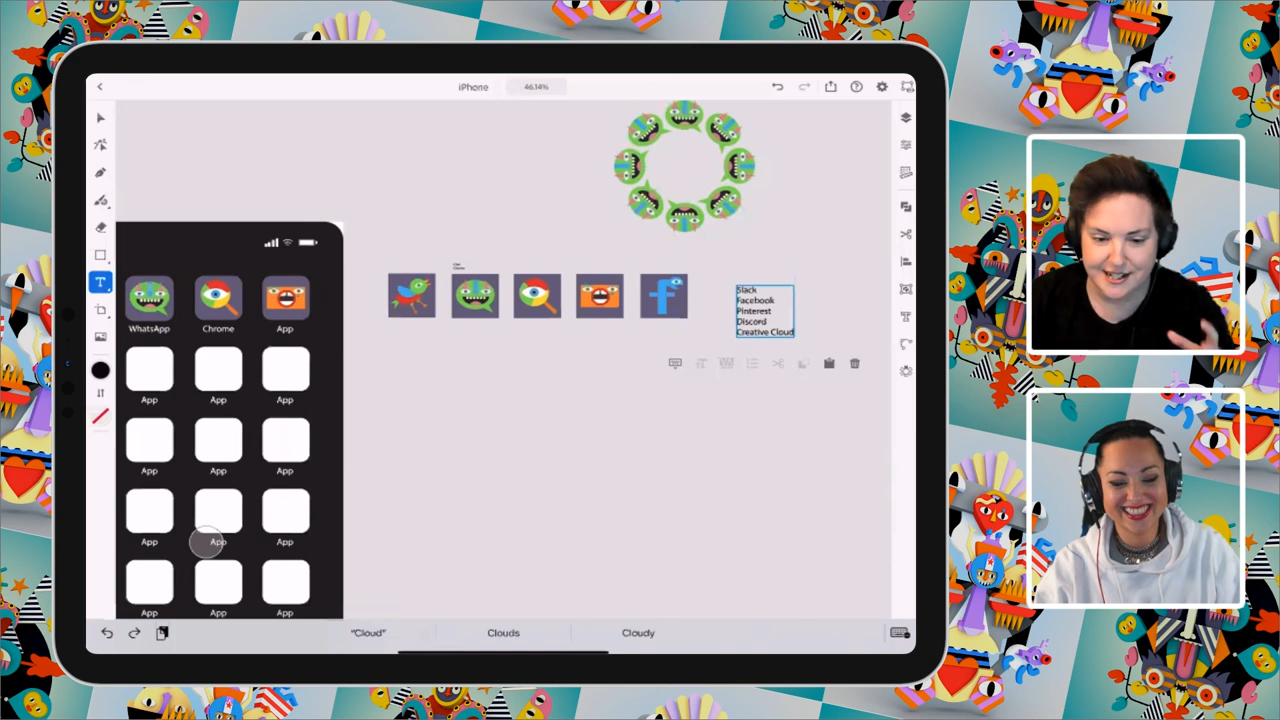 iPhone
46.14%
WhatsApp
Chrome
App
Slack
Facebook
Pinterest
Discord
Creative Cloud
App
App
App
App
App
App
App
App
App
App
App
App
"Cloud"
Clouds
Cloudy